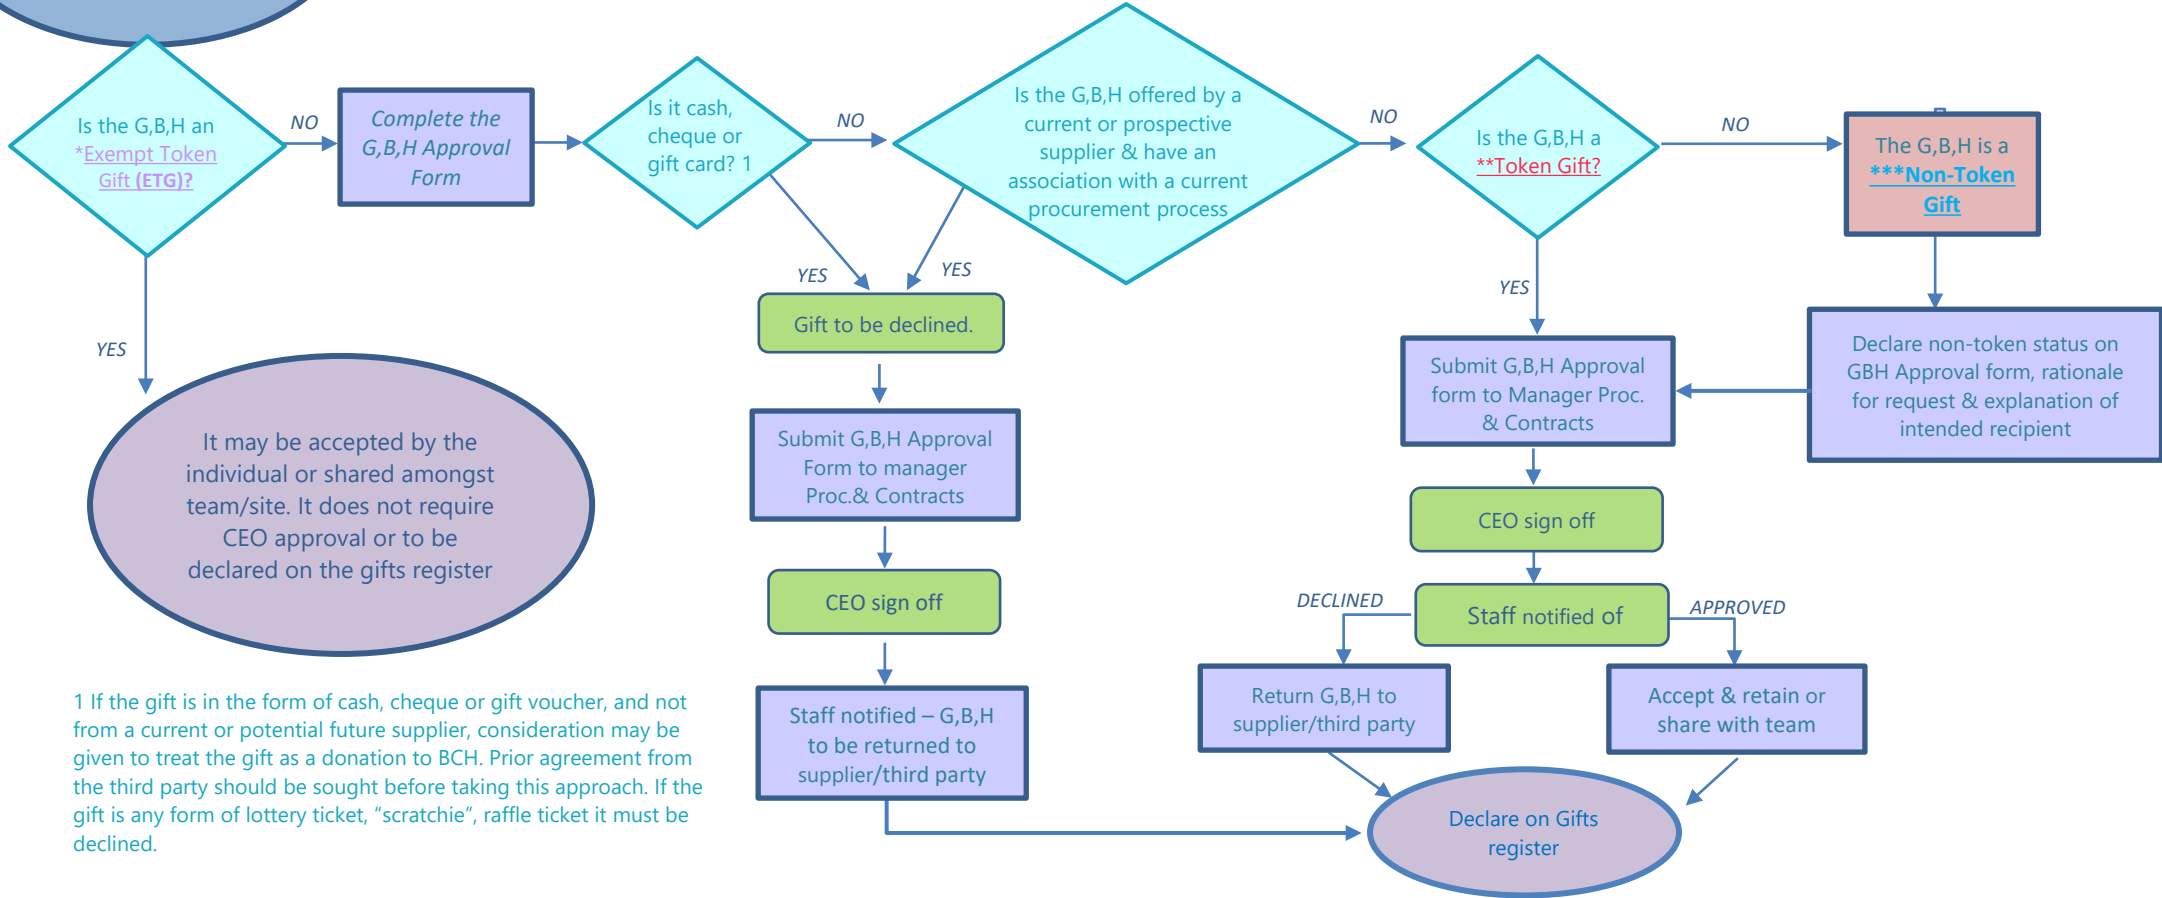 Is the G,B,H an
*Exempt Token
Gift (ETG)?
NO
YES
Complete the
G,B,H Approval
Form
Is it cash,
cheque or
gift card? 1
NO
YES
Is the G,B,H offered by a
current or prospective
supplier & have an
association with a current
procurement process
NO
YES
Is the G,B,H a
**Token Gift?
NO
YES
The G,B,H is a
***Non-Token
Gift
Declare non-token status on
GBH Approval form, rationale
for request & explanation of
intended recipient
It may be accepted by the
individual or shared amongst
team/site. It does not require
CEO approval or to be
declared on the gifts register
Gift to be declined.
Submit G,B,H Approval
Form to manager
Proc.& Contracts
CEO sign off
Staff notified – G,B,H
to be returned to
supplier/third party
Submit G,B,H Approval
form to Manager Proc.
& Contracts
CEO sign off
Staff notified of
DECLINED
APPROVED
Return G,B,H to
supplier/third party
Accept & retain or
share with team
Declare on Gifts
register
1 If the gift is in the form of cash, cheque or gift voucher, and not
from a current or potential future supplier, consideration may be
given to treat the gift as a donation to BCH. Prior agreement from
the third party should be sought before taking this approach. If the
gift is any form of lottery ticket, “scratchie”, raffle ticket it must be
declined.